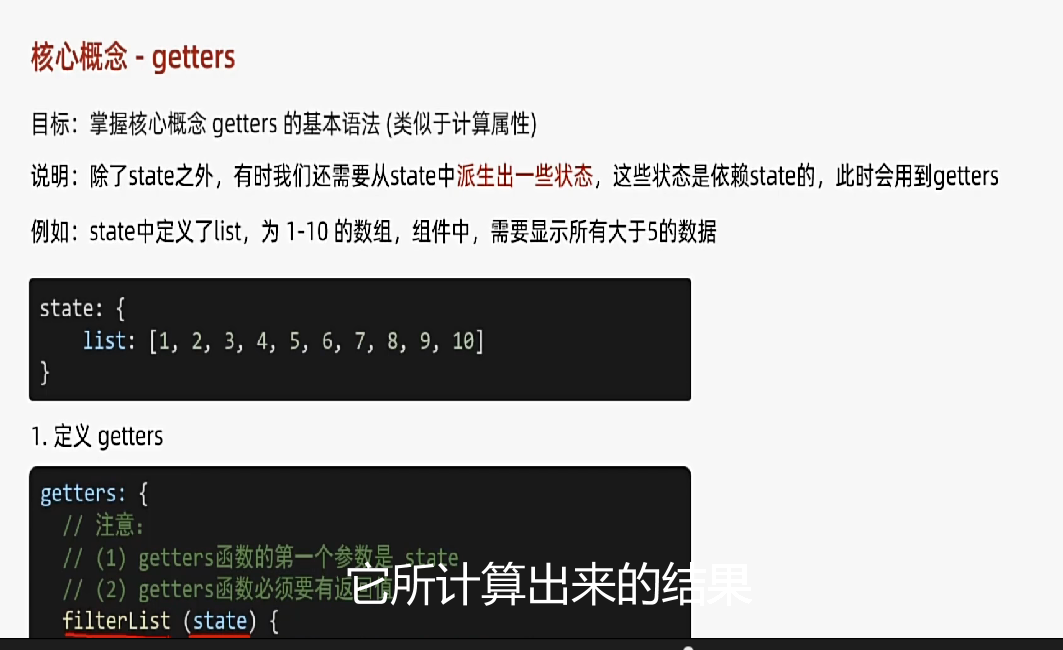 核心概念 - getters
目标：掌握核心概念 getters 的基本语法 (类似于计算属性)
说明：除了state之外，有时我们还需要从state中派生出一些状态，这些状态是依赖state的，此时会用到getters
例如：state中定义了list，为 1-10 的数组，组件中，需要显示所有大于5的数据
state: {
list: [1, 2, 3, 4, 5, 6, 7, 8, 9, 10]
}
1. 定义 getters
getters: {
// 注意：
// (1) getters函数的第一个参数是 state
// (2) getters函数必须要有返回值
它所计算出来的结果
filterList (state) {